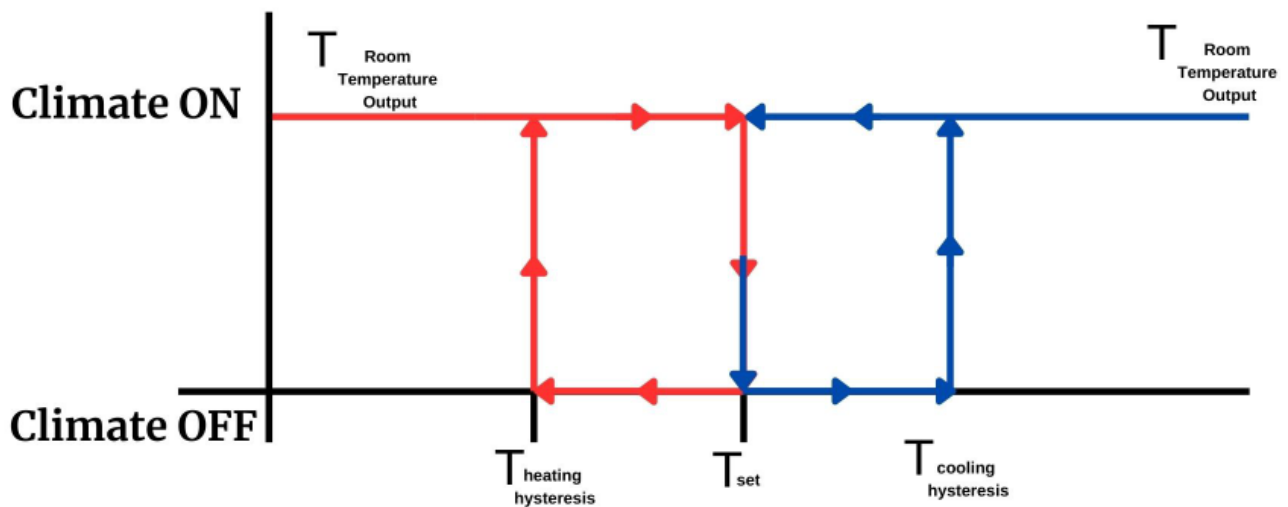 T Room
Temperature
Output
T Room
Temperature
Output
Climate ON
Climate OFF
T heating
hysteresis
T set
T cooling
hysteresis